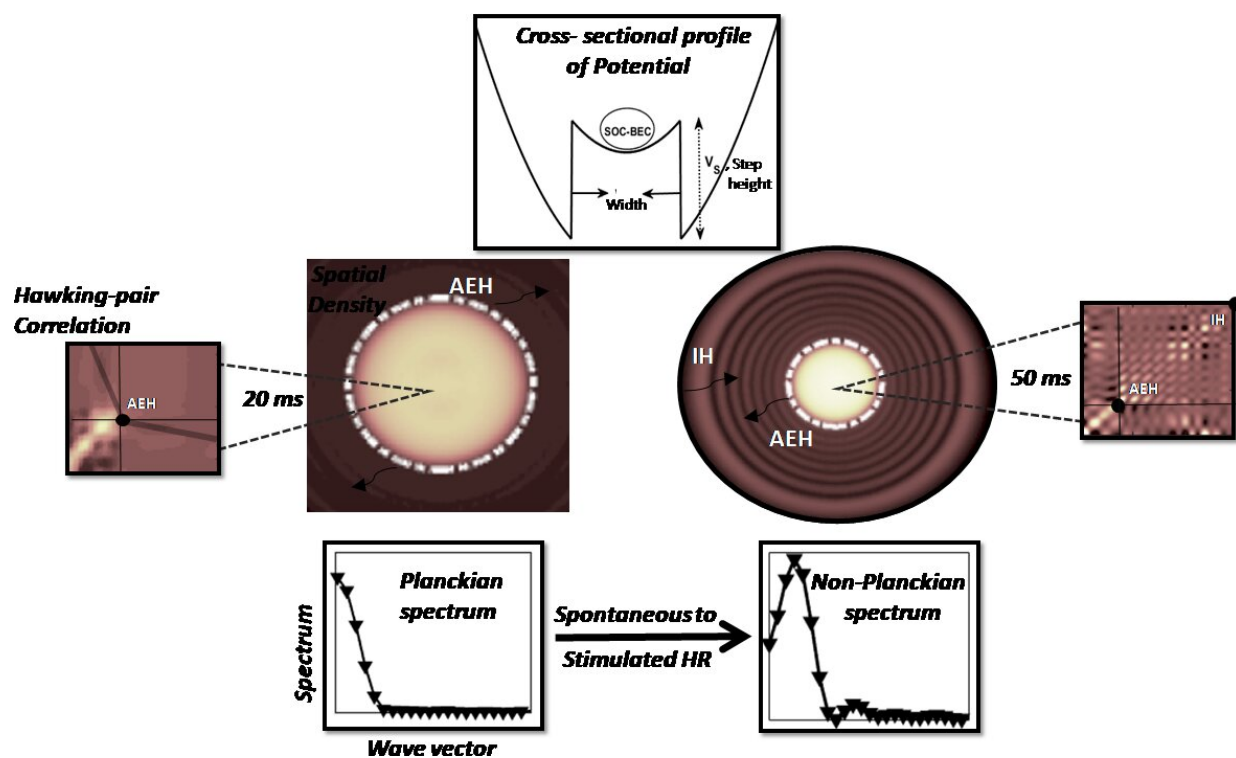 Cross- sectional profile
of Potential
SOC-BEC
V_S, Step
height
Width
Hawking-pair
Correlation
AEH
20 ms
Spatial
Density
AEH
IH
AEH
50 ms
IH
AEH
Spectrum
Planckian
spectrum
Wave vector
Spontaneous to
Stimulated HR
Non-Planckian
spectrum